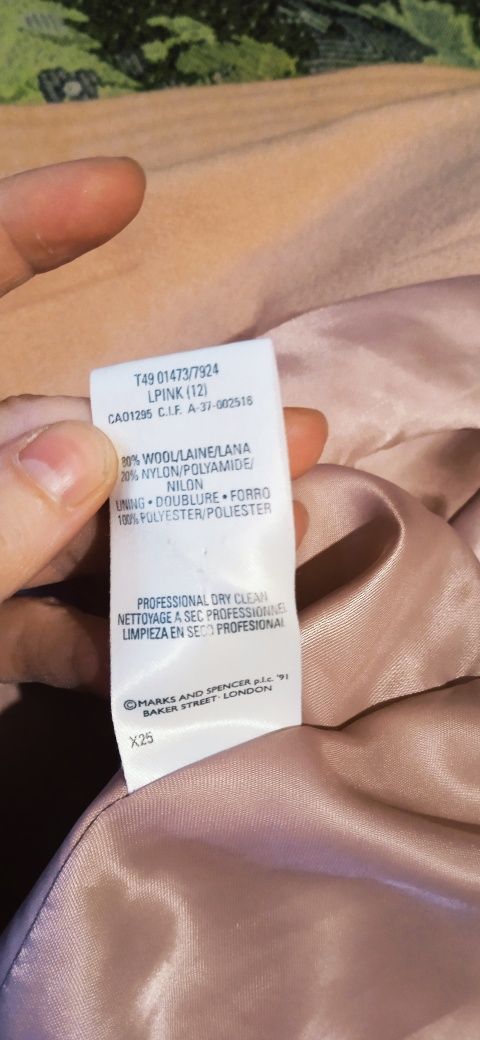 T49 01473/7924
LPINK (12)
CA01295 C.I.F. A-37-002516
80% WOOL/LAINE/LANA
20% NYLON/POLYAMIDE/
NILON
LINING • DOUBLURE • FORRO
100% POLYESTER/POLIESTER
PROFESSIONAL DRY CLEAN
NETTOYAGE A SEC PROFESSIONNEL
LIMPIEZA EN SECO PROFESIONAL
©MARKS AND SPENCER p.l.c. '91
BAKER STREET · LONDON
X25